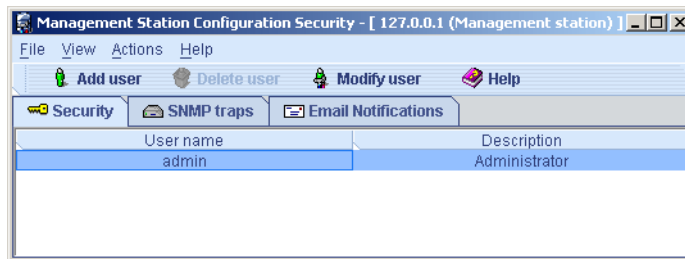 Management Station Configuration Security - [ 127.0.0.1 (Management station) ]
File View Actions Help
Add user Delete user Modify user Help
Security SNMP traps Email Notifications
User name Description
admin Administrator